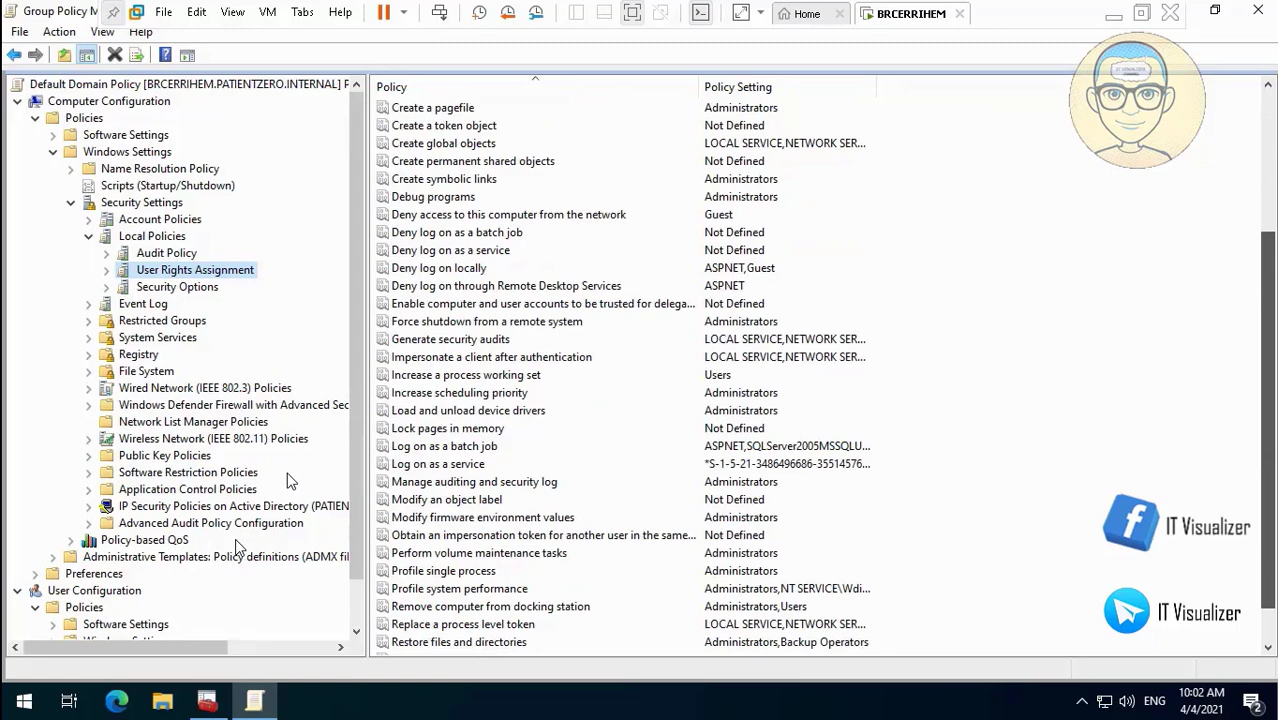 Group Policy M
File Edit View VM Tabs Help
Home
BRCERRIHEM
File Action View Help
IT VISUALIZER
CHANNEL
Default Domain Policy [BRCERRIHEM.PATIENTZERO.INTERNAL] P
Computer Configuration
Policies
Software Settings
Windows Settings
Name Resolution Policy
Scripts (Startup/Shutdown)
Security Settings
Account Policies
Local Policies
Audit Policy
User Rights Assignment
Security Options
Event Log
Restricted Groups
System Services
Registry
File System
Wired Network (IEEE 802.3) Policies
Windows Defender Firewall with Advanced Sec
Network List Manager Policies
Wireless Network (IEEE 802.11) Policies
Public Key Policies
Software Restriction Policies
Application Control Policies
IP Security Policies on Active Directory (PATIEN
Advanced Audit Policy Configuration
Policy-based QoS
Administrative Templates: Policy definitions (ADMX fil
Preferences
User Configuration
Policies
Software Settings
Policy Policy Setting
Create a pagefile Administrators
Create a token object Not Defined
Create global objects LOCAL SERVICE,NETWORK SER...
Create permanent shared objects Not Defined
Create symbolic links Administrators
Debug programs Administrators
Deny access to this computer from the network Guest
Deny log on as a batch job Not Defined
Deny log on as a service Not Defined
Deny log on locally ASPNET,Guest
Deny log on through Remote Desktop Services ASPNET
Enable computer and user accounts to be trusted for delega... Not Defined
Force shutdown from a remote system Administrators
Generate security audits LOCAL SERVICE,NETWORK SER...
Impersonate a client after authentication LOCAL SERVICE,NETWORK SER...
Increase a process working set Users
Increase scheduling priority Administrators
Load and unload device drivers Administrators
Lock pages in memory Not Defined
Log on as a batch job ASPNET,SQLServer2005MSSQLU...
Log on as a service *S-1-5-21-3486496686-35514576...
Manage auditing and security log Administrators
Modify an object label Not Defined
Modify firmware environment values Administrators
Obtain an impersonation token for another user in the same... Not Defined
Perform volume maintenance tasks Administrators
Profile single process Administrators
Profile system performance Administrators,NT SERVICE\Wdi...
Remove computer from docking station Administrators,Users
Replace a process level token LOCAL SERVICE,NETWORK SER...
Restore files and directories Administrators,Backup Operators
IT Visualizer
IT Visualizer
ENG
10:02 AM
4/4/2021
2